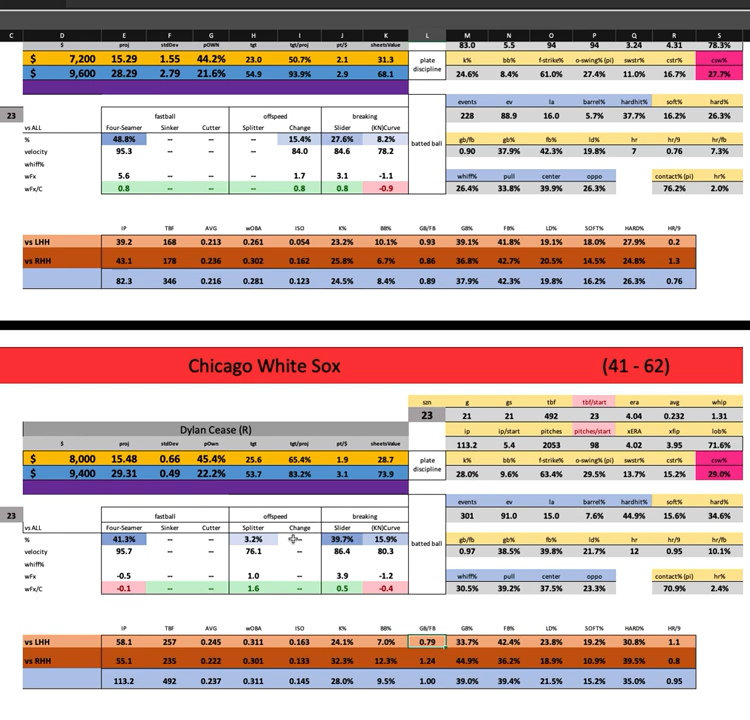 C D E F G H I J K L M N O P Q R S
$ proj stdDev pOWN tgt tgt/proj pt/$ sheetsValue 83.0 5.5 94 94 3.24 4.31 78.3%
$ 7,200 15.29 1.55 44.2% 23.0 50.7% 2.1 31.3 plate discipline k% bb% f-strike% o-swing% (pi) swstr% cstr% csw%
$ 9,600 28.29 2.79 21.6% 54.9 93.9% 2.9 68.1 24.6% 8.4% 61.0% 27.4% 11.0% 16.7% 27.7%
events ev la barrel% hardhit% soft% hard%
23 fastball offspeed breaking 228 88.9 16.0 5.7% 37.7% 16.2% 26.3%
vs ALL Four-Seamer Sinker Cutter Splitter Change Slider (KN)Curve
% 48.8% -- -- -- 15.4% 27.6% 8.2% batted ball gb/fb gb% fb% ld% hr hr/9 hr/fb
velocity 95.3 -- -- -- 84.0 84.6 78.2 0.90 37.9% 42.3% 19.8% 7 0.76 7.3%
whiff%
wFx 5.6 -- -- -- 1.7 3.1 -1.1 whiff% pull center oppo contact% (pi) hr%
wFx/C 0.8 -- -- -- 0.8 0.8 -0.9 26.4% 33.8% 39.9% 26.3% 76.2% 2.0%
IP TBF AVG wOBA ISO K% BB% GB/FB GB% FB% LD% SOFT% HARD% HR/9
vs LHH 39.2 168 0.213 0.261 0.054 23.2% 10.1% 0.93 39.1% 41.8% 19.1% 18.0% 27.9% 0.2
vs RHH 43.1 178 0.236 0.302 0.162 25.8% 6.7% 0.86 36.8% 42.7% 20.5% 14.5% 24.8% 1.3
82.3 346 0.216 0.281 0.123 24.5% 8.4% 0.89 37.9% 42.3% 19.8% 16.2% 26.3% 0.76
Chicago White Sox (41 - 62)
szn g gs tbf tbf/start era avg whip
23 21 21 492 23 4.04 0.232 1.31
Dylan Cease (R) ip ip/start pitches pitches/start xERA xfip lob%
$ proj stdDev pOwn tgt tgt/proj pt/$ sheetsValue 113.2 5.4 2053 98 4.02 3.95 71.6%
$ 8,000 15.48 0.66 45.4% 25.6 65.4% 1.9 28.7 plate discipline k% bb% f-strike% o-swing% (pi) swstr% cstr% csw%
$ 9,400 29.31 0.49 22.2% 53.7 83.2% 3.1 73.9 28.0% 9.6% 63.4% 29.5% 13.7% 15.2% 29.0%
events ev la barrel% hardhit% soft% hard%
23 fastball offspeed breaking 301 91.0 15.0 7.6% 44.9% 15.6% 34.6%
vs ALL Four-Seamer Sinker Cutter Splitter Change Slider (KN)Curve
% 41.3% -- -- 3.2% -- 39.7% 15.9% batted ball gb/fb gb% fb% ld% hr hr/9 hr/fb
velocity 95.7 -- -- 76.1 -- 86.4 80.3 0.97 38.5% 39.8% 21.7% 12 0.95 10.1%
whiff%
wFx -0.5 -- -- 1.0 -- 3.9 -1.2 whiff% pull center oppo contact% (pi) hr%
wFx/C -0.1 -- -- 1.6 -- 0.5 -0.4 30.5% 39.2% 37.5% 23.3% 70.9% 2.4%
IP TBF AVG wOBA ISO K% BB% GB/FB GB% FB% LD% SOFT% HARD% HR/9
vs LHH 58.1 257 0.245 0.311 0.163 24.1% 7.0% 0.79 33.7% 42.4% 23.8% 19.2% 30.8% 1.1
vs RHH 55.1 235 0.222 0.301 0.133 32.3% 12.3% 1.24 44.9% 36.2% 18.9% 10.9% 39.5% 0.8
113.2 492 0.237 0.311 0.145 28.0% 9.5% 1.00 39.0% 39.4% 21.5% 15.2% 35.0% 0.95